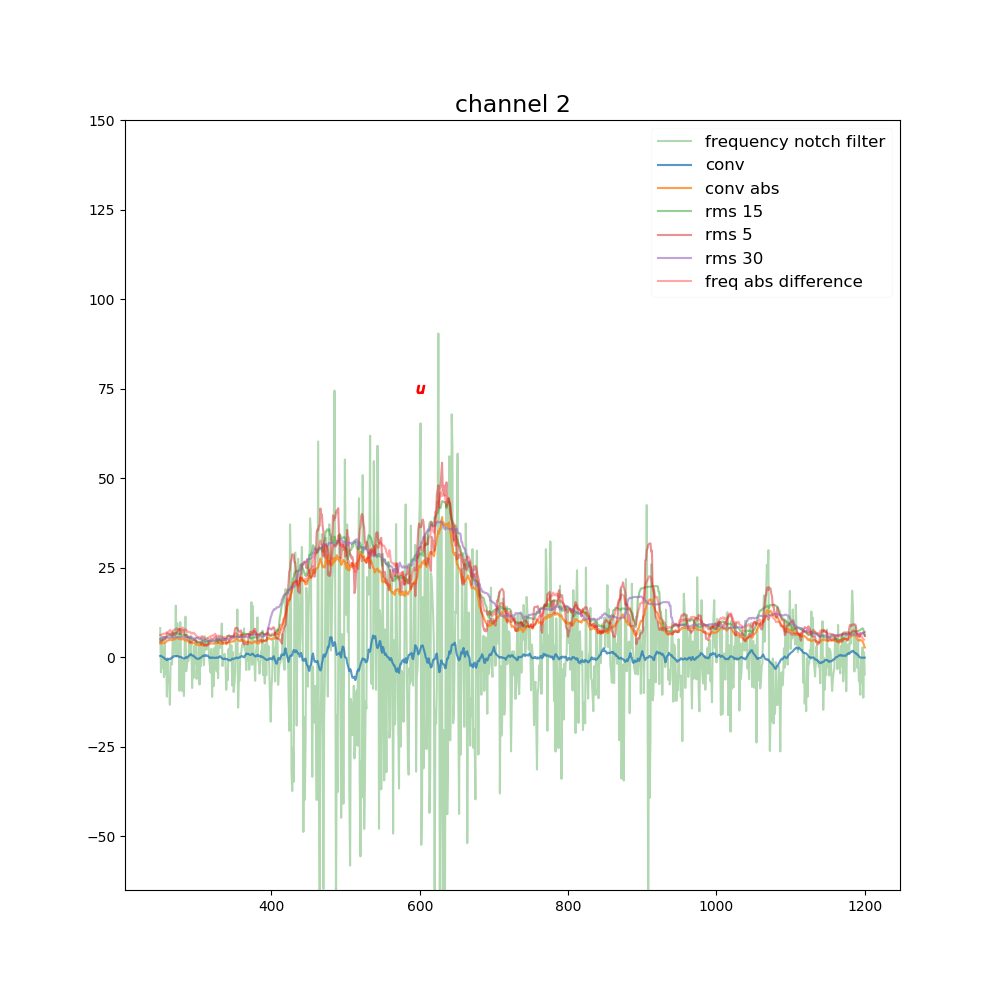 channel 2
150
125
100
75
50
25
0
−25
−50
400 600 800 1000 1200
frequency notch filter
conv
conv abs
rms 15
rms 5
rms 30
freq abs difference
u